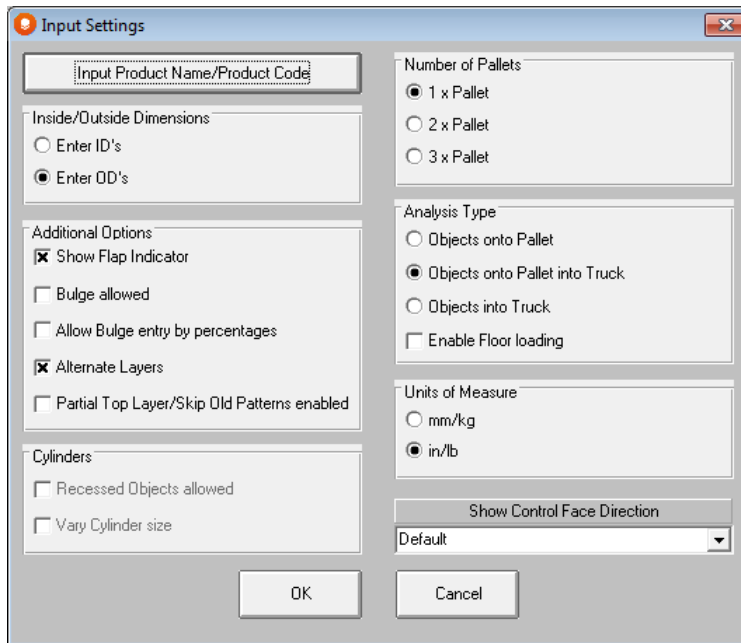 Input Settings
Input Product Name/Product Code
Inside/Outside Dimensions
Enter ID's
Enter OD's
Additional Options
Show Flap Indicator
Bulge allowed
Allow Bulge entry by percentages
Alternate Layers
Partial Top Layer/Skip Old Patterns enabled
Cylinders
Recessed Objects allowed
Vary Cylinder size
Number of Pallets
1 x Pallet
2 x Pallet
3 x Pallet
Analysis Type
Objects onto Pallet
Objects onto Pallet into Truck
Objects into Truck
Enable Floor loading
Units of Measure
mm/kg
in/lb
Show Control Face Direction
Default
OK
Cancel